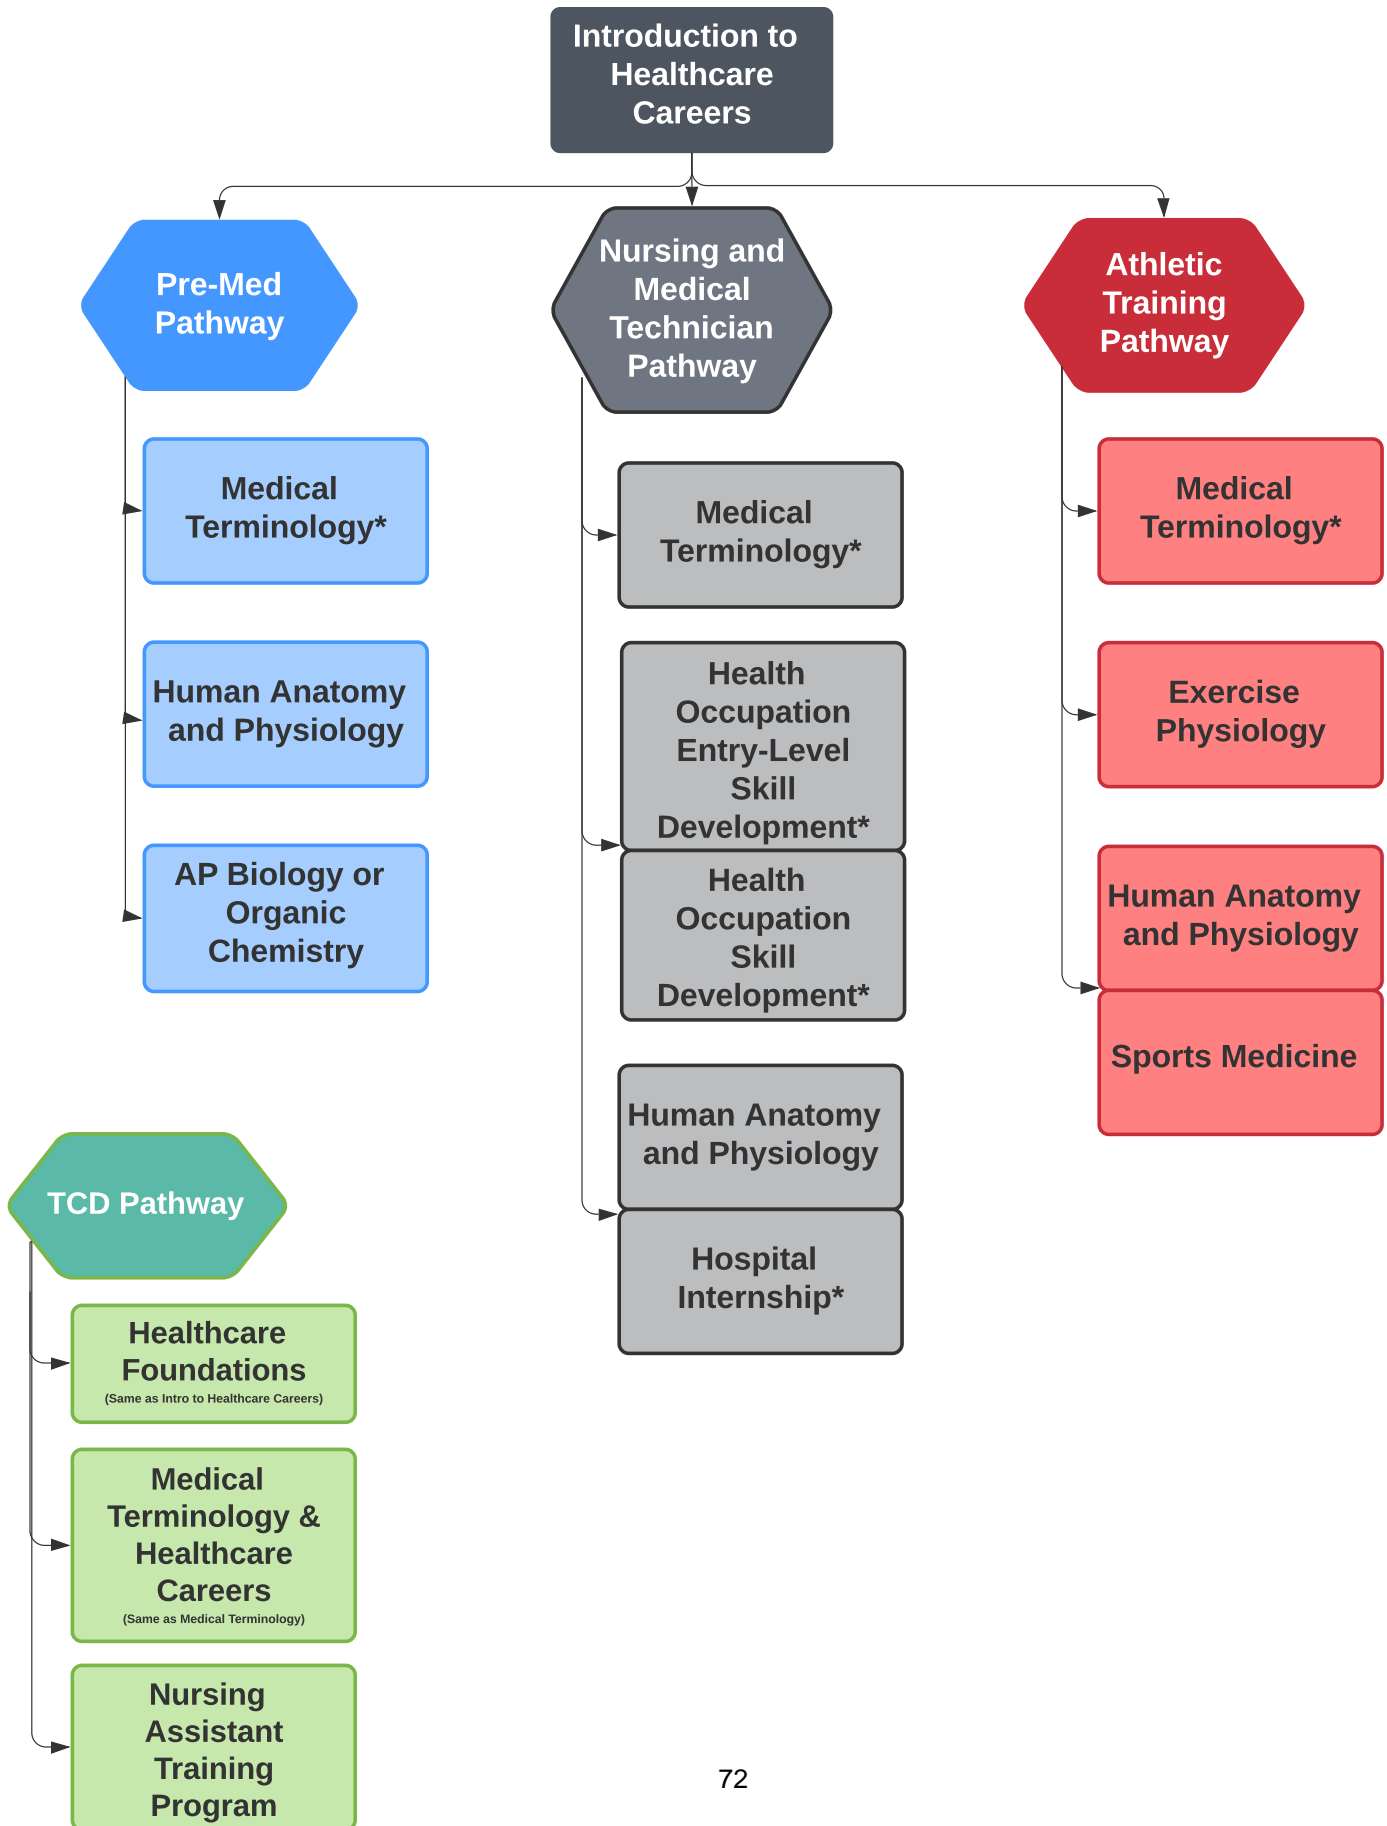 Introduction to
Healthcare
Careers
Pre-Med
Pathway
Medical
Terminology*
Human Anatomy
and Physiology
AP Biology or
Organic
Chemistry
Nursing and
Medical
Technician
Pathway
Medical
Terminology*
Health
Occupation
Entry-Level
Skill
Development*
Health
Occupation
Skill
Development*
Human Anatomy
and Physiology
Hospital
Internship*
Athletic
Training
Pathway
Medical
Terminology*
Exercise
Physiology
Human Anatomy
and Physiology
Sports Medicine
TCD Pathway
Healthcare
Foundations
(Same as Intro to Healthcare Careers)
Medical
Terminology &
Healthcare
Careers
(Same as Medical Terminology)
Nursing
Assistant
Training
Program
72